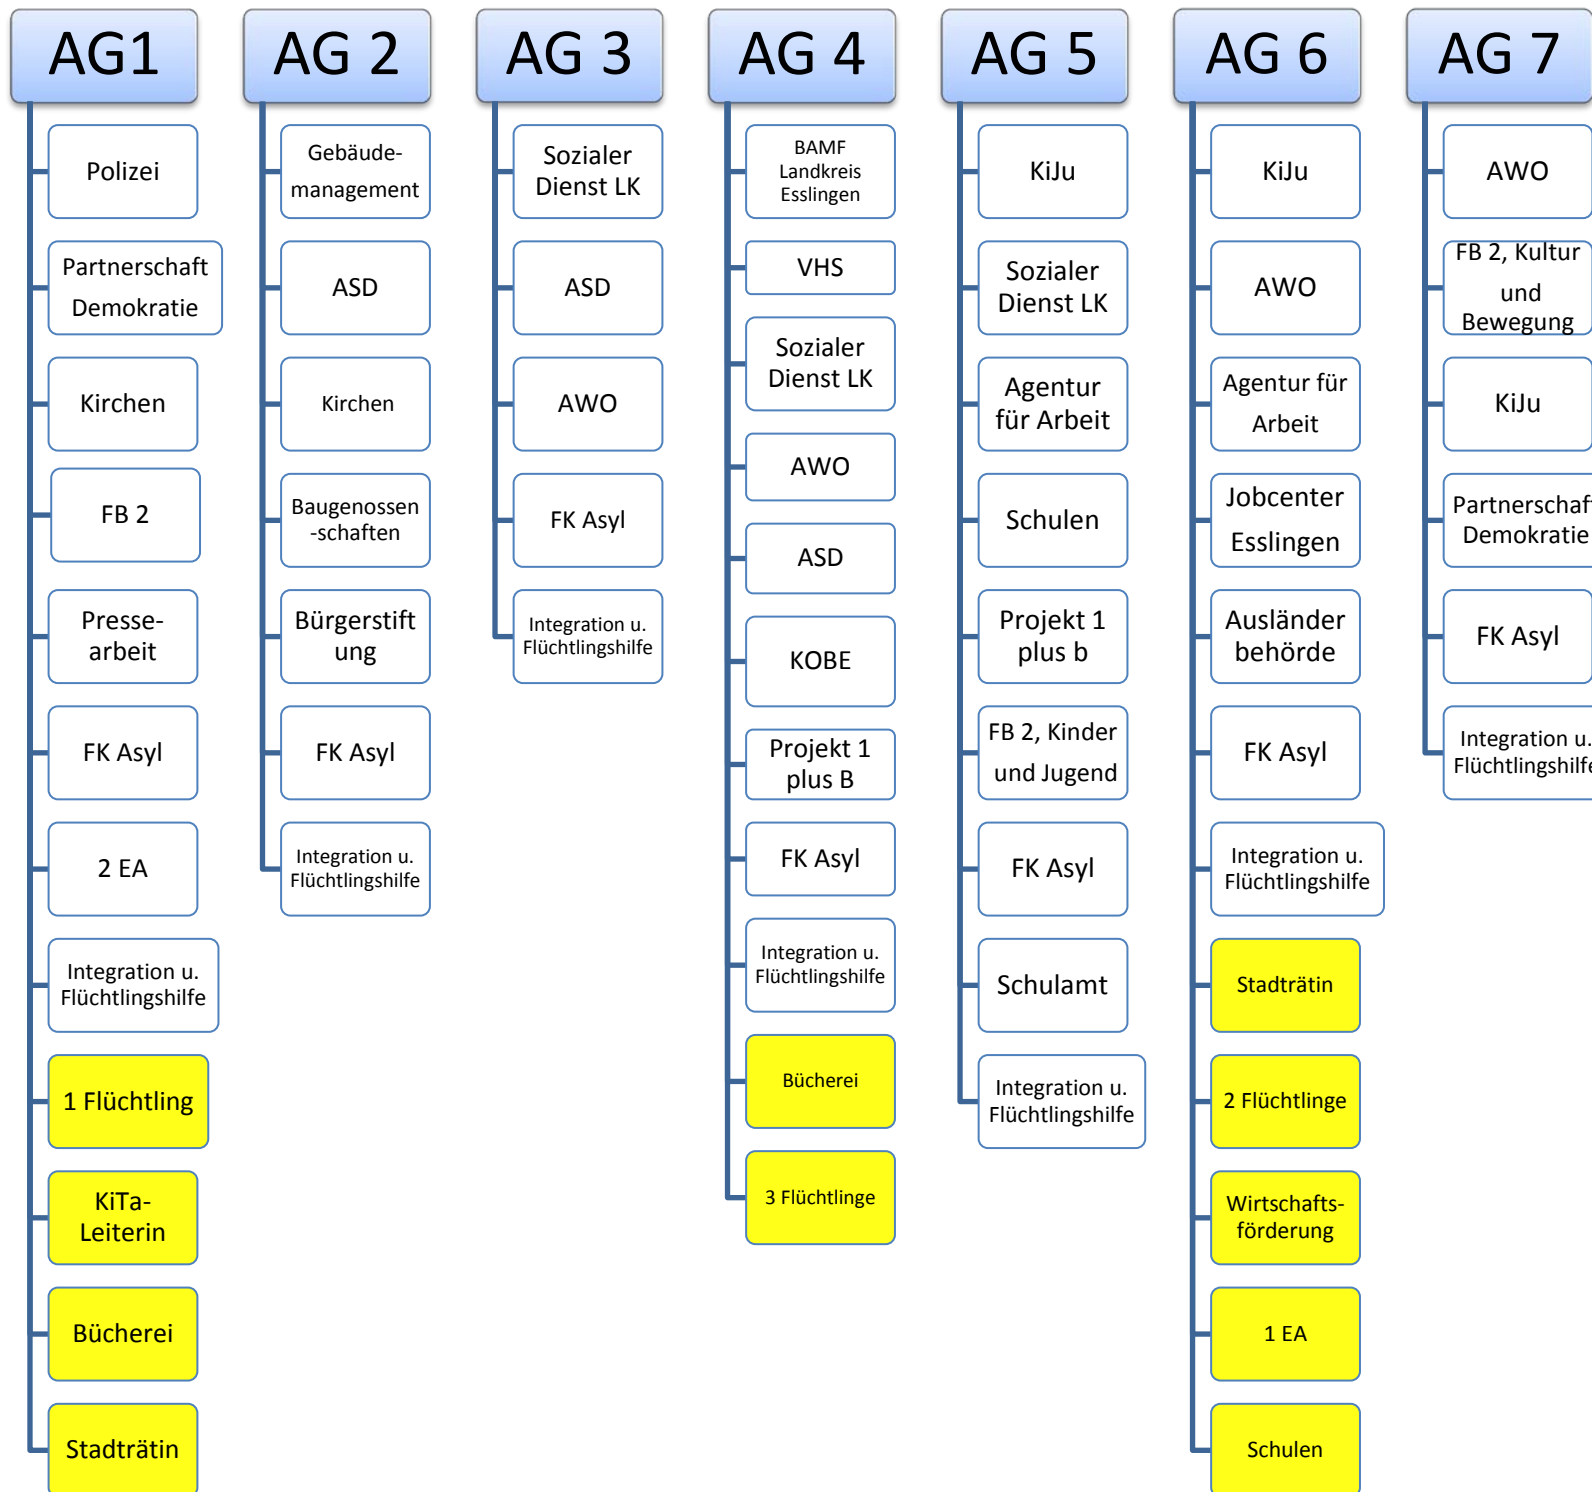 AG1
Polizei
Partnerschaft
Demokratie
Kirchen
FB 2
Presse-
arbeit
FK Asyl
2 EA
Integration u.
Flüchtlingshilfe
1 Flüchtling
KiTa-
Leiterin
Bücherei
Stadträtin
AG 2
Gebäude-
management
ASD
Kirchen
Baugenossen
-schaften
Bürgerstift
ung
FK Asyl
Integration u.
Flüchtlingshilfe
AG 3
Sozialer
Dienst LK
ASD
AWO
FK Asyl
Integration u.
Flüchtlingshilfe
AG 4
BAMF
Landkreis
Esslingen
VHS
Sozialer
Dienst LK
AWO
ASD
KOBE
Projekt 1
plus B
FK Asyl
Integration u.
Flüchtlingshilfe
Bücherei
3 Flüchtlinge
AG 5
KiJu
Sozialer
Dienst LK
Agentur
für Arbeit
Schulen
Projekt 1
plus b
FB 2, Kinder
und Jugend
FK Asyl
Schulamt
Integration u.
Flüchtlingshilfe
AG 6
KiJu
AWO
Agentur für
Arbeit
Jobcenter
Esslingen
Ausländer
behörde
FK Asyl
Integration u.
Flüchtlingshilfe
Stadträtin
2 Flüchtlinge
Wirtschafts-
förderung
1 EA
Schulen
AG 7
AWO
FB 2, Kultur
und
Bewegung
KiJu
Partnerschaft
Demokratie
FK Asyl
Integration u.
Flüchtlingshilfe